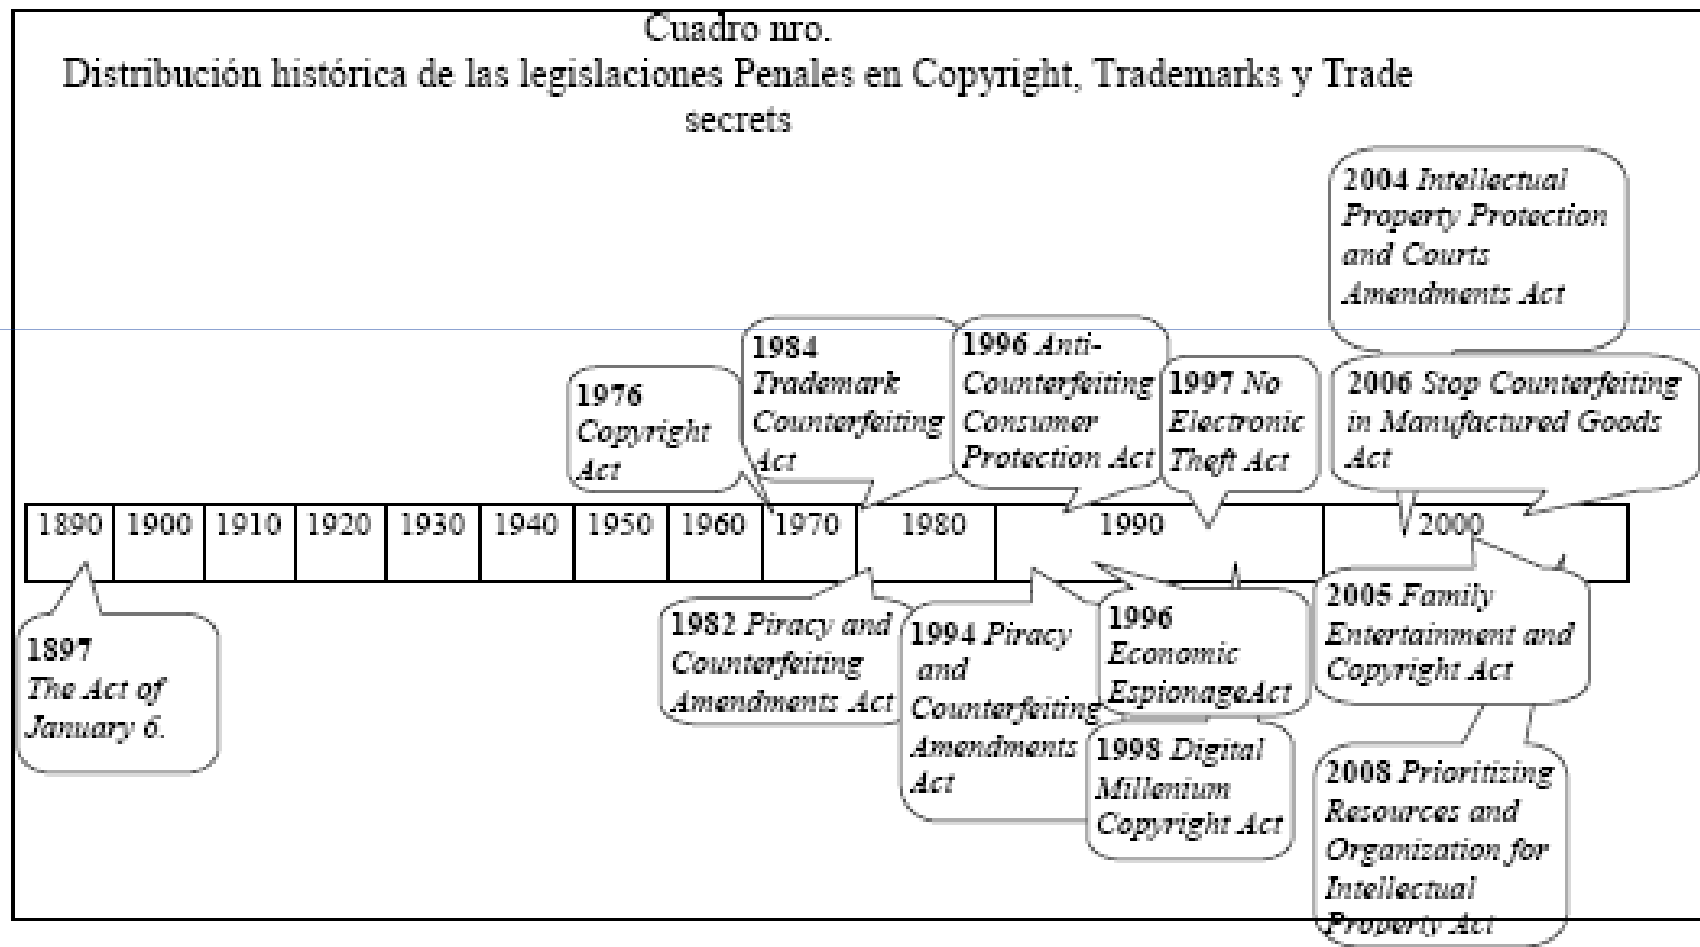 Cuadro nro.
Distribución histórica de las legislaciones Penales en Copyright, Trademarks y Trade
secrets
2004 Intellectual
Property Protection
and Courts
Amendments Act
1976
Copyright
Act
1984
Trademark
Counterfeiting
Act
1996 Anti-
Counterfeiting
Consumer
Protection Act
1997 No
Electronic
Theft Act
2006 Stop Counterfeiting
in Manufactured Goods
Act
1890 1900 1910 1920 1930 1940 1950 1960 1970 1980 1990 2000
1897
The Act of
January 6.
1982 Piracy and
Counterfeiting
Amendments Act
1994 Piracy
and
Counterfeiting
Amendments
Act
1996
Economic
EspionageAct
1998 Digital
Millenium
Copyright Act
2005 Family
Entertainment and
Copyright Act
2008 Prioritizing
Resources and
Organization for
Intellectual
Property Act